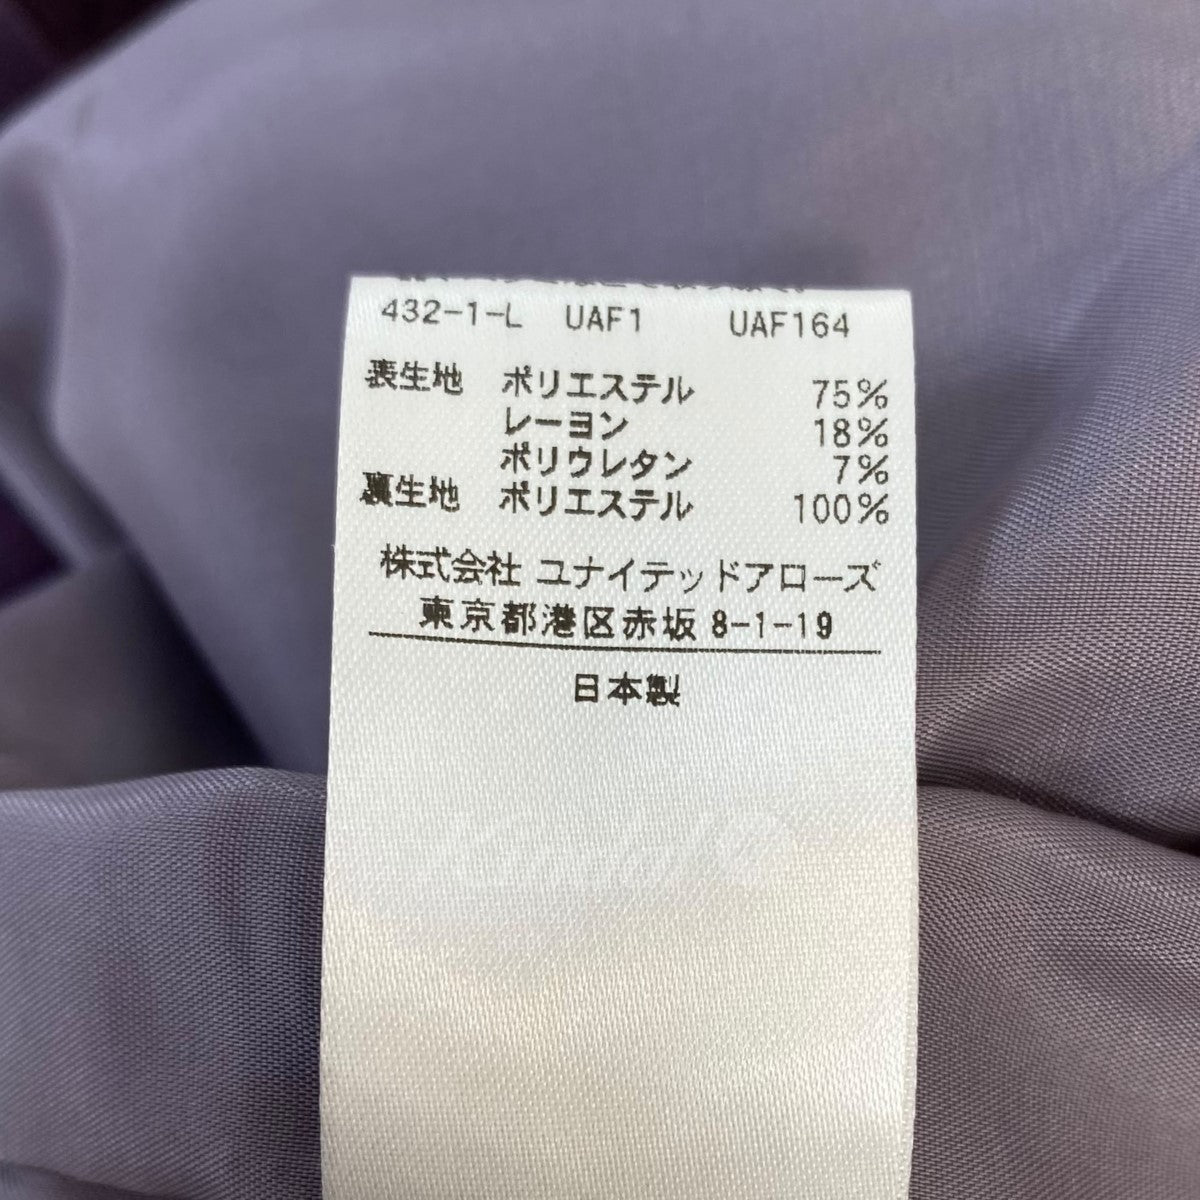 432-1-L UAF1 UAF164
表生地 ポリエステル 75%
レーヨン 18%
ポリウレタン 7%
裏生地 ポリエステル 100%
株式会社 ユナイテッドアローズ
東京都港区赤坂 8-1-19
日本製